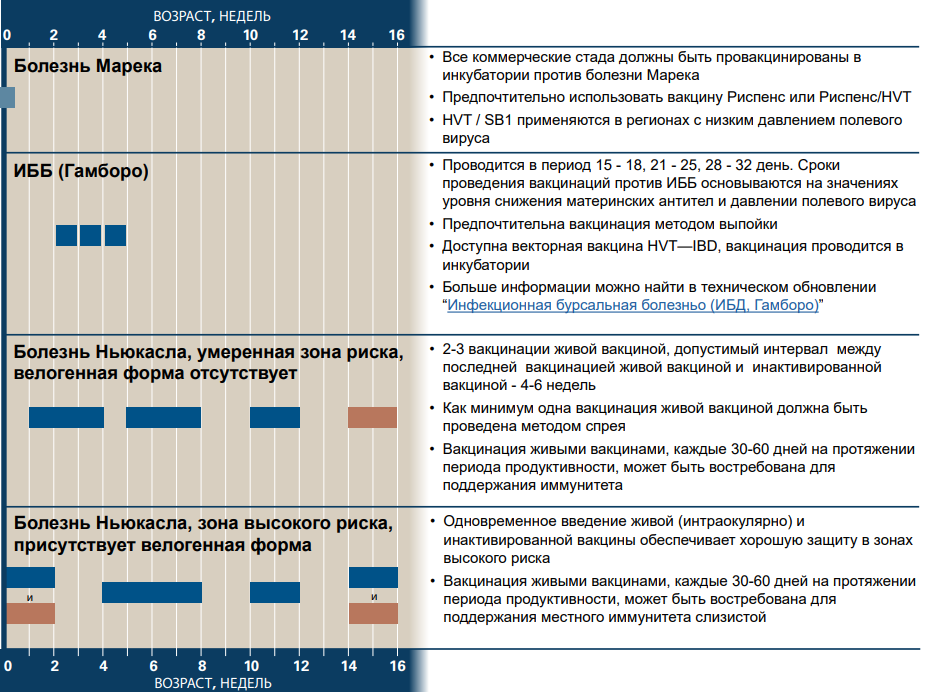 ВОЗРАСТ, НЕДЕЛЬ
0 2 4 6 8 10 12 14 16
Болезнь Марека
• Все коммерческие стада должны быть провакцинированы в
инкубатории против болезни Марека
• Предпочтительно использовать вакцину Риспенс или Риспенс/HVT
• HVT / SB1 применяются в регионах с низким давлением полевого
вируса
ИББ (Гамборо)
• Проводится в период 15 - 18, 21 - 25, 28 - 32 день. Сроки
проведения вакцинаций против ИББ основываются на значениях
уровня снижения материнских антител и давлении полевого вируса
• Предпочтительна вакцинация методом выпойки
• Доступна векторная вакцина HVT—IBD, вакцинация проводится в
инкубатории
• Больше информации можно найти в техническом обновлении
“Инфекционная бурсальная болезньо (ИБД, Гамборо)”
Болезнь Ньюкасла, умеренная зона риска,
велогенная форма отсутствует
• 2-3 вакцинации живой вакциной, допустимый интервал между
последней вакцинацией живой вакциной и инактивированной
вакциной - 4-6 недель
• Как минимум одна вакцинация живой вакциной должна быть
проведена методом спрея
• Вакцинация живыми вакцинами, каждые 30-60 дней на протяжении
периода продуктивности, может быть востребована для
поддержания иммунитета
Болезнь Ньюкасла, зона высокого риска,
присутствует велогенная форма
и
и
• Одновременное введение живой (интраокулярно) и
инактивированной вакцины обеспечивает хорошую защиту в зонах
высокого риска
• Вакцинация живыми вакцинами, каждые 30-60 дней на протяжении
периода продуктивности, может быть востребована для
поддержания местного иммунитета слизистой
0 2 4 6 8 10 12 14 16
ВОЗРАСТ, НЕДЕЛЬ